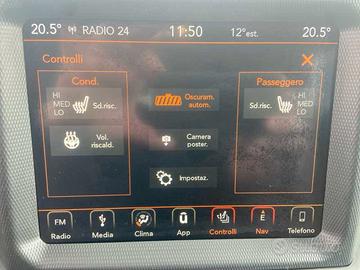 20.5° RADIO 24 11:50 12°est. 20.5°
Controlli
Cond.
Passeggero
HI
MED
LO
Sd.risc.
Oscuram.
autom.
HI
MED
LO
Sd.risc.
Vol.
riscald.
Camera
poster.
Impostaz.
FM
E
Radio Media Clima App Controlli Nav Telefono